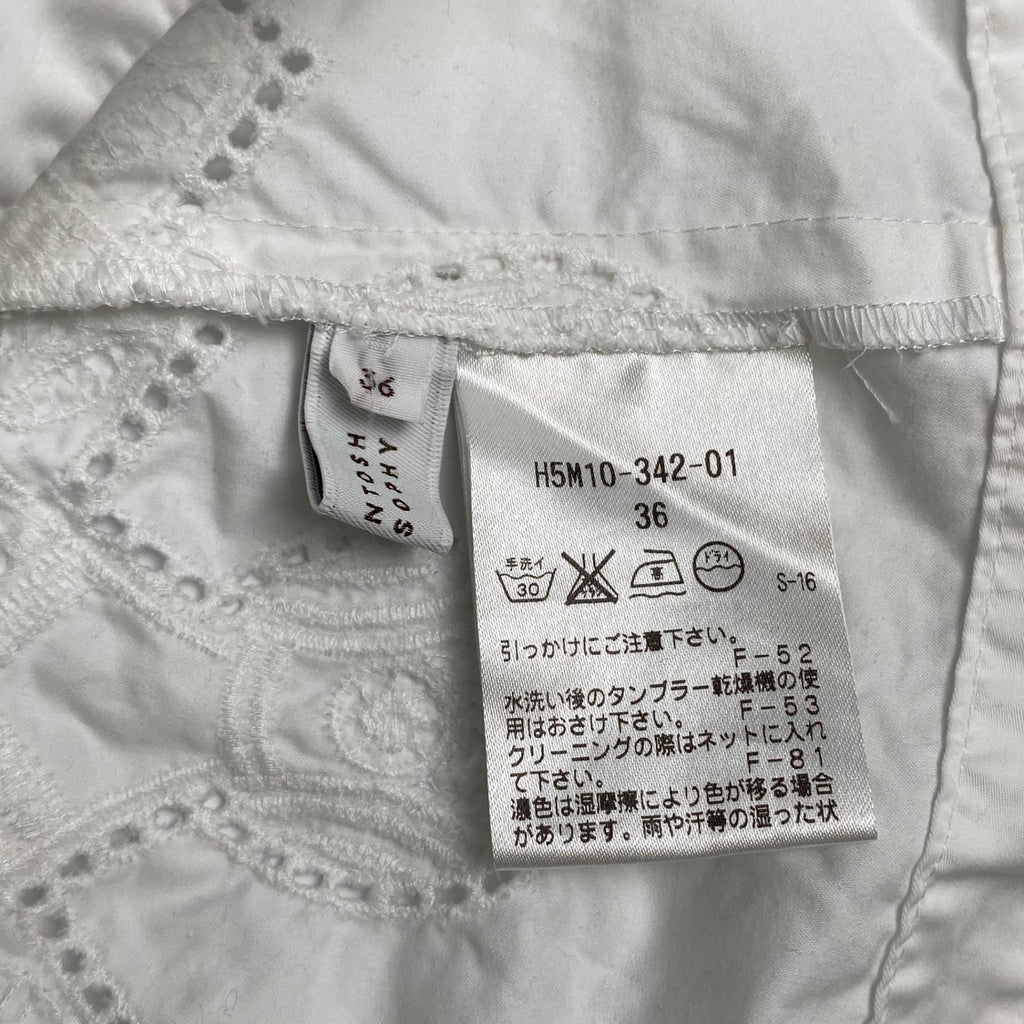 36
NTOSH
SOPHY
H5M10-342-01
36
手洗イ
30
ドライ
S-16
引っかけにご注意下さい。
F-52
水洗い後のタンブラー乾燥機の使
用はおさけ下さい。 F-53
クリーニングの際はネットに入れ
て下さい。 F-81
濃色は湿摩擦により色が移る場合
があります。雨や汗等の湿った状